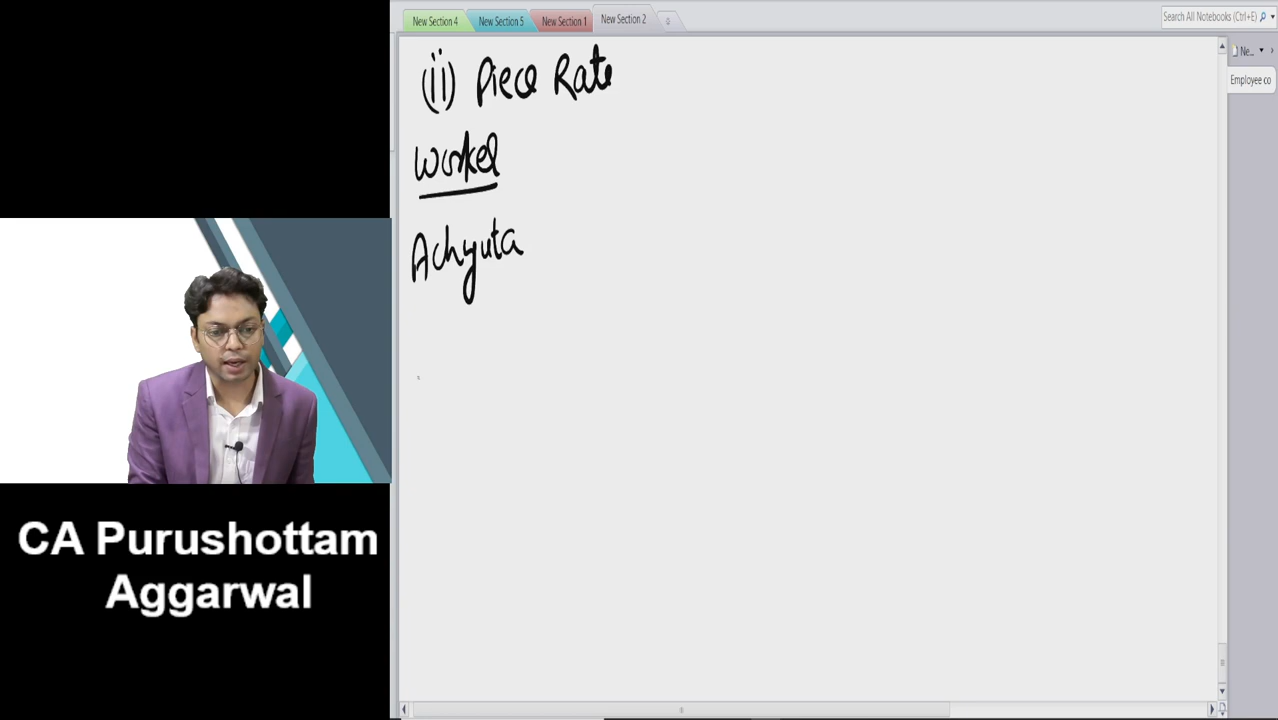 New Section 4 New Section 5 New Section 1 New Section 2
Search All Notebooks (Ctrl+E)
Ne...
Employee co
(ii) Piece Rate
Worker
Achyuta
CA Purushottam
Aggarwal